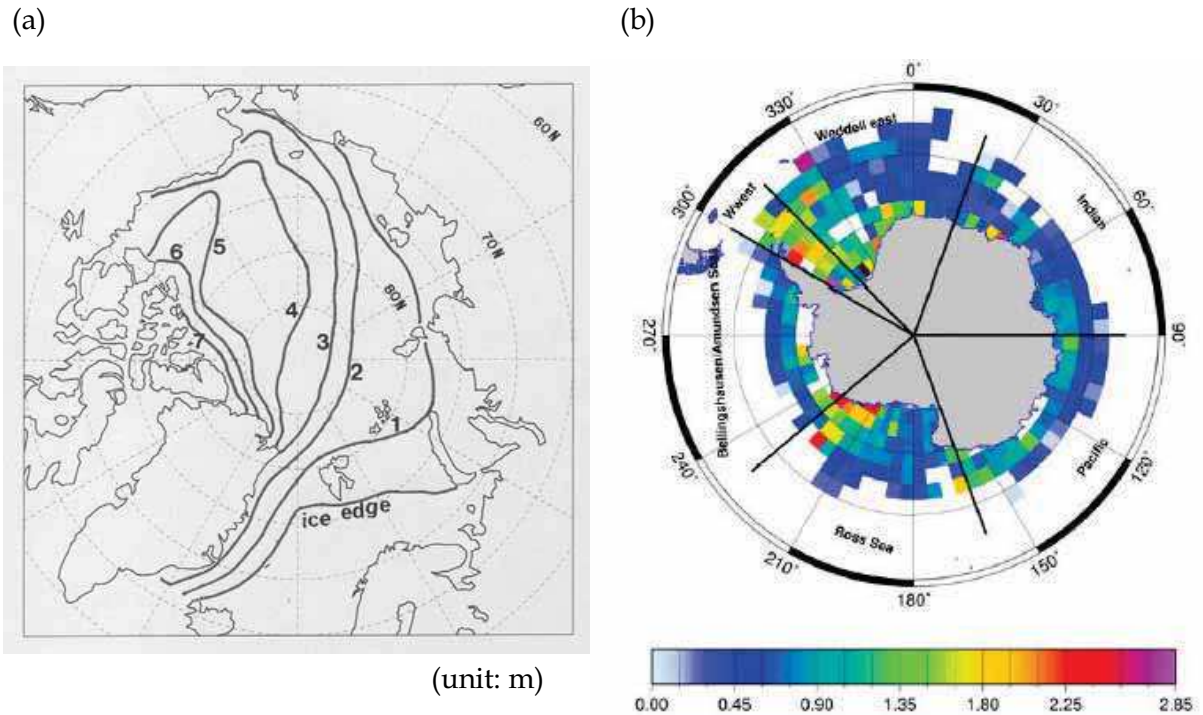 (a)
(b)
60N
70N
80N
6
5
4
3
7
2
1
ice edge
(unit: m)
0°
30°
60°
90°
120°
150°
180°
210°
240°
270°
300°
330°
Weddell east
Wwest
Indian
Bellingshausen/Amundsen Sea
Pacific
Ross Sea
0.00 0.45 0.90 1.35 1.80 2.25 2.85